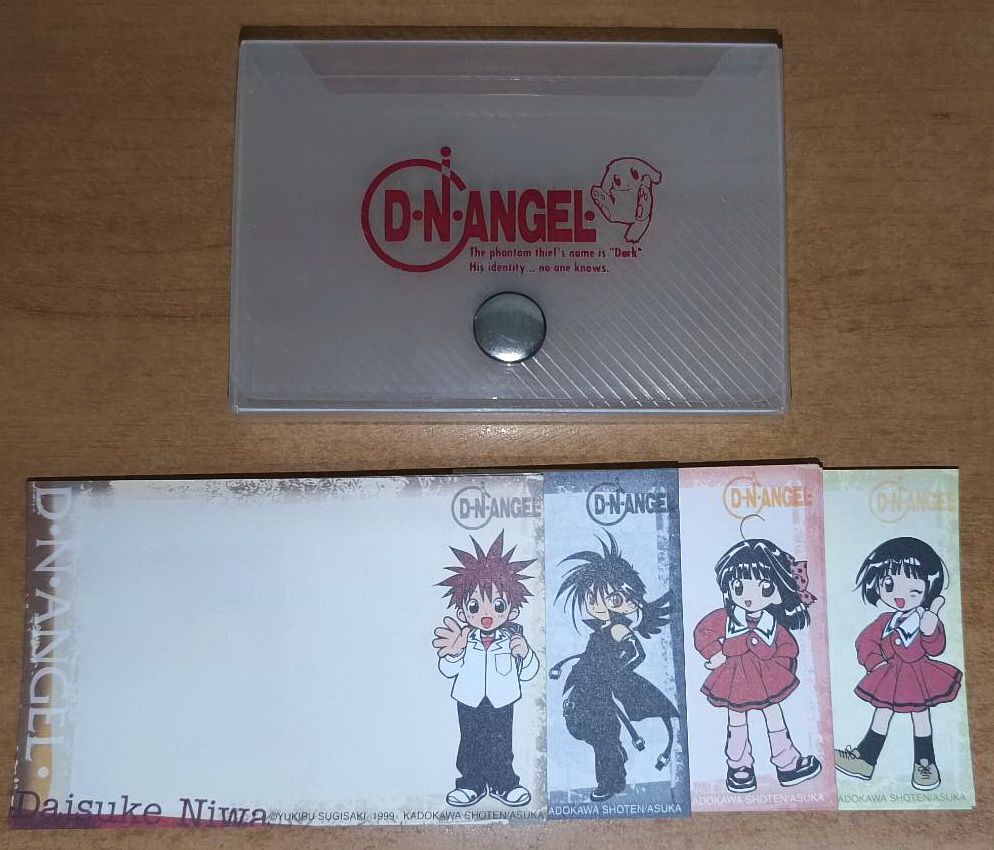 D·N·ANGEL·
The phantom thief's name is "Dark"
His identity... no one knows.
D·N·ANGEL·
D·N·ANGEL·
D·N·ANGEL·
D·N·ANGEL·
D·N·ANGEL·
Daisuke Niwa
©YUKIRU SUGISAKI, 1999 KADOKAWA SHOTEN/ASUKA
ADOKAWA SHOTEN/ASUKA
ADOKAWA SHOTEN/ASUKA
KADOKAWA SHOTEN/ASUKA